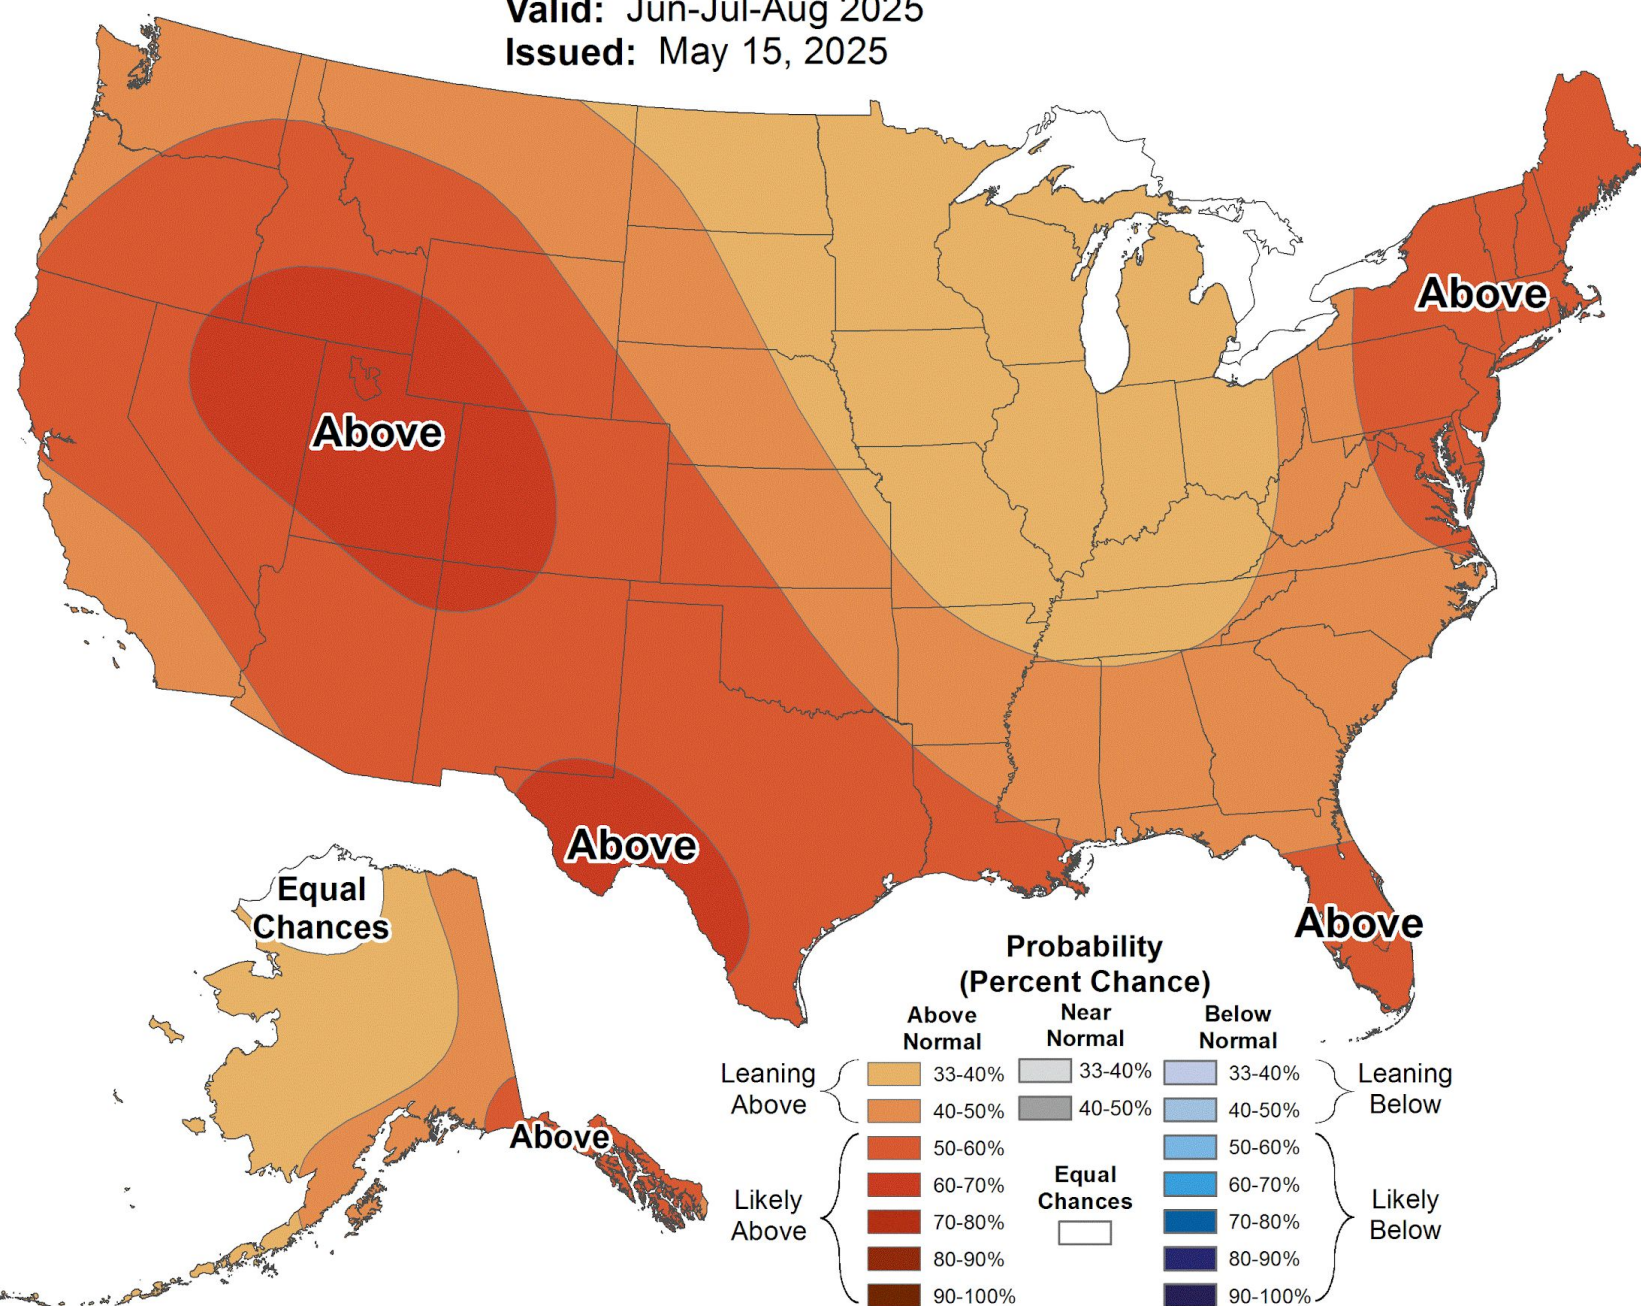 Valid: Jun-Jul-Aug 2025
Issued: May 15, 2025
Above
Above
Above
Above
Equal
Chances
Above
Probability
(Percent Chance)
Above
Normal
Near
Normal
Below
Normal
Leaning
Above
33-40%
40-50%
33-40%
40-50%
33-40%
40-50%
Leaning
Below
Likely
Above
50-60%
60-70%
70-80%
80-90%
90-100%
Equal
Chances
50-60%
60-70%
70-80%
80-90%
90-100%
Likely
Below